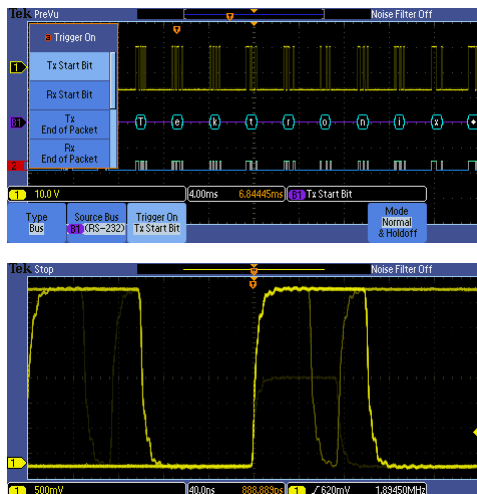 Tek PreVu Noise Filter Off
a Trigger On
Tx Start Bit
Rx Start Bit
Tx
End of Packet
Rx
End of Packet
1
B1 T e k t r o n i x
2
1 10.0 V 4.00ms 6.84445ms B1 Tx Start Bit
Type
Bus
Source Bus
B1 (RS-232)
Trigger On
Tx Start Bit
Mode
Normal
& Holdoff
Tek Stop Noise Filter Off
1
1 500mV 40.0ns 888.889ps 1 620mV 1.89450MHz